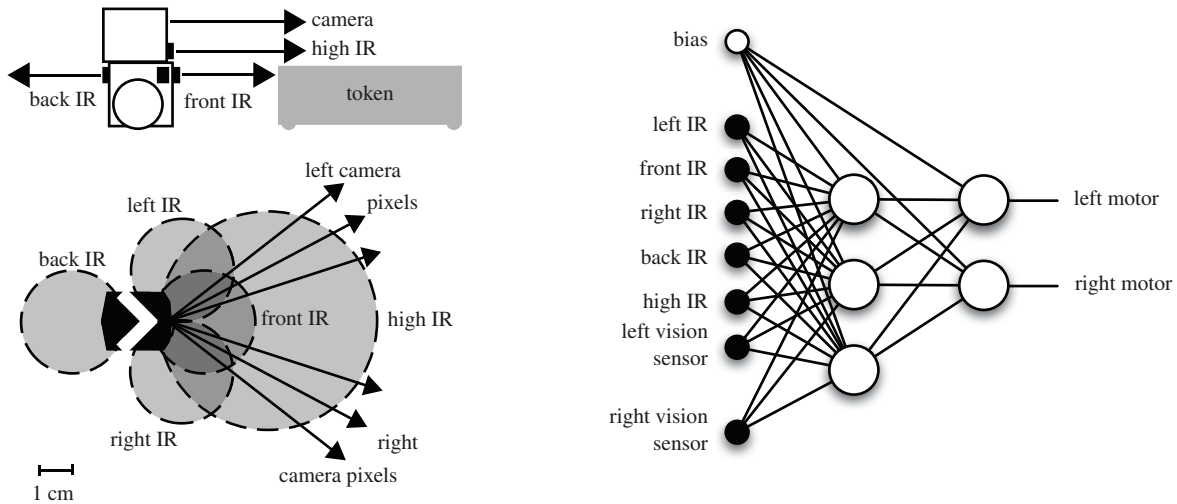 camera
high IR
back IR
front IR
token
left camera
pixels
left IR
back IR
front IR
high IR
right IR
right
camera pixels
1 cm
bias
left IR
front IR
right IR
back IR
high IR
left vision
sensor
right vision
sensor
left motor
right motor